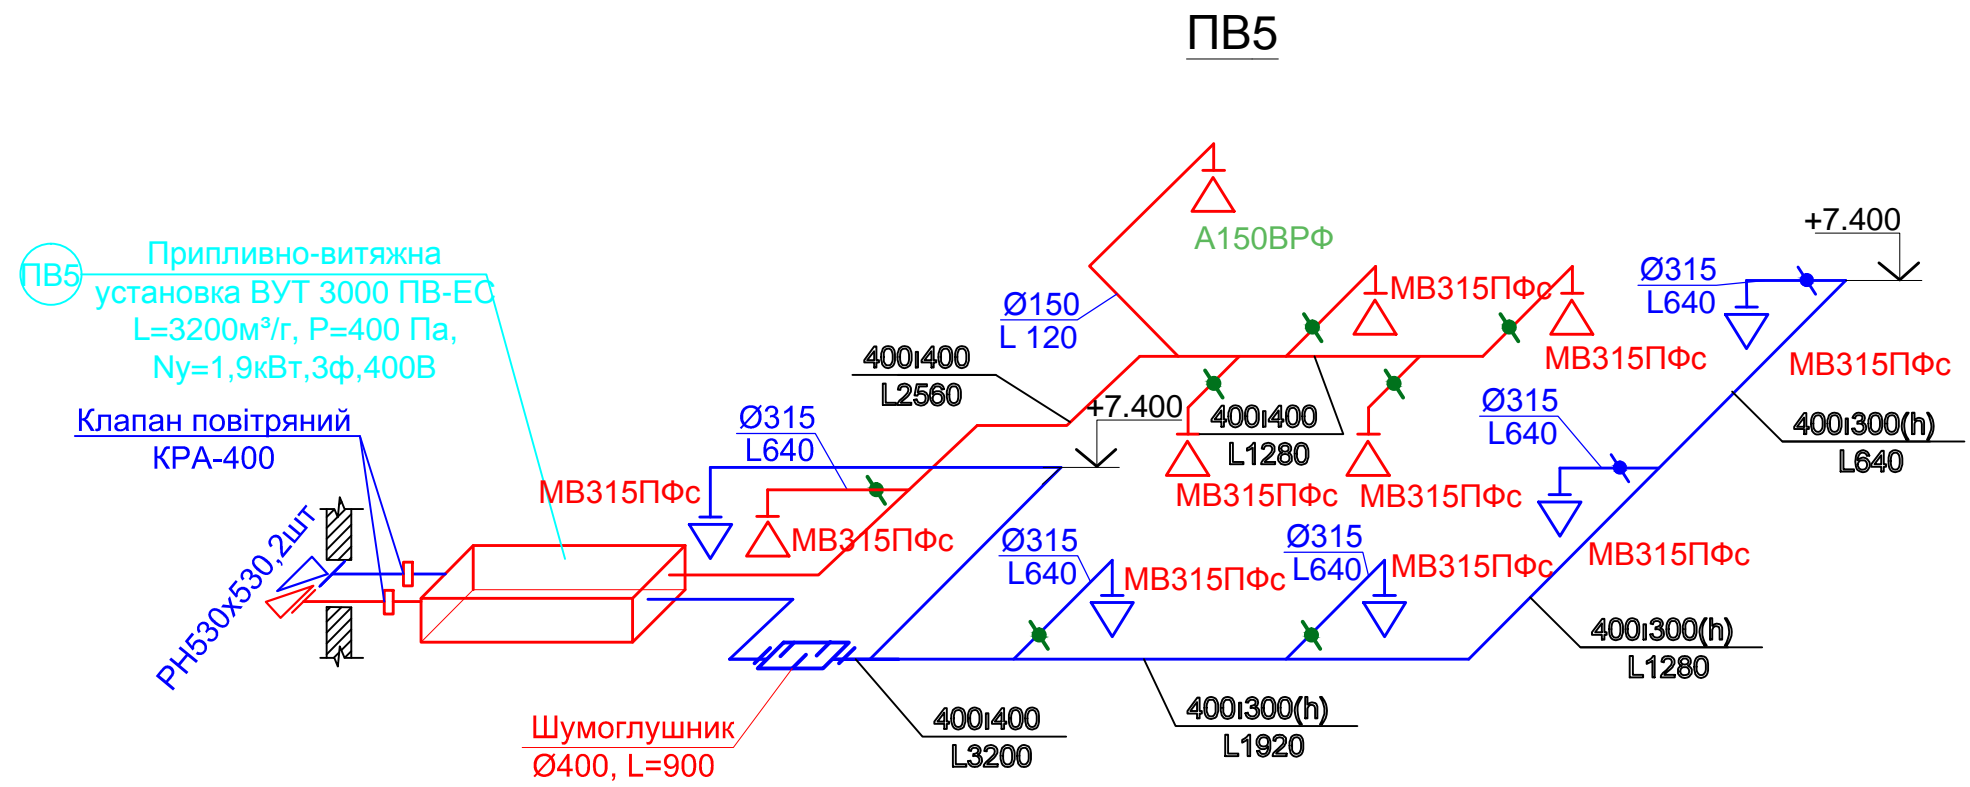 ПВ5
А150ВРФ
+7.400
ПВ5
Припливно-витяжна
установка ВУТ 3000 ПВ-ЕС
L=3200м³/г, Р=400 Па,
Nу=1,9кВт,3ф,400В
Ø150
L 120
МВ315ПФс
МВ315ПФс
Ø315
L640
МВ315ПФс
400x400
L2560
+7.400
400x400
L1280
Ø315
L640
400x300(h)
L640
Клапан повітряний
КРА-400
Ø315
L640
МВ315ПФс
МВ315ПФс
МВ315ПФс
МВ315ПФс
РН530х530,2шт
Ø315
L640
МВ315ПФс
Ø315
L640
МВ315ПФс
МВ315ПФс
400x300(h)
L1280
Шумоглушник
Ø400, L=900
400x400
L3200
400x300(h)
L1920